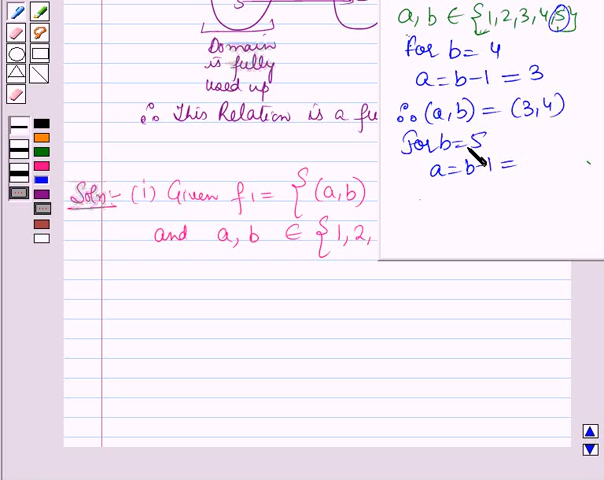 5
Domain
is fully
used up
∴ This Relation is a fu
Soln:- (i) Given f1 = { (a,b)
and a, b ∈ { 1, 2,
a, b ∈ {1,2,3,4,5}
for b = 4
a = b-1 = 3
∴ (a,b) = (3,4)
For b = 5
a = b-1 =